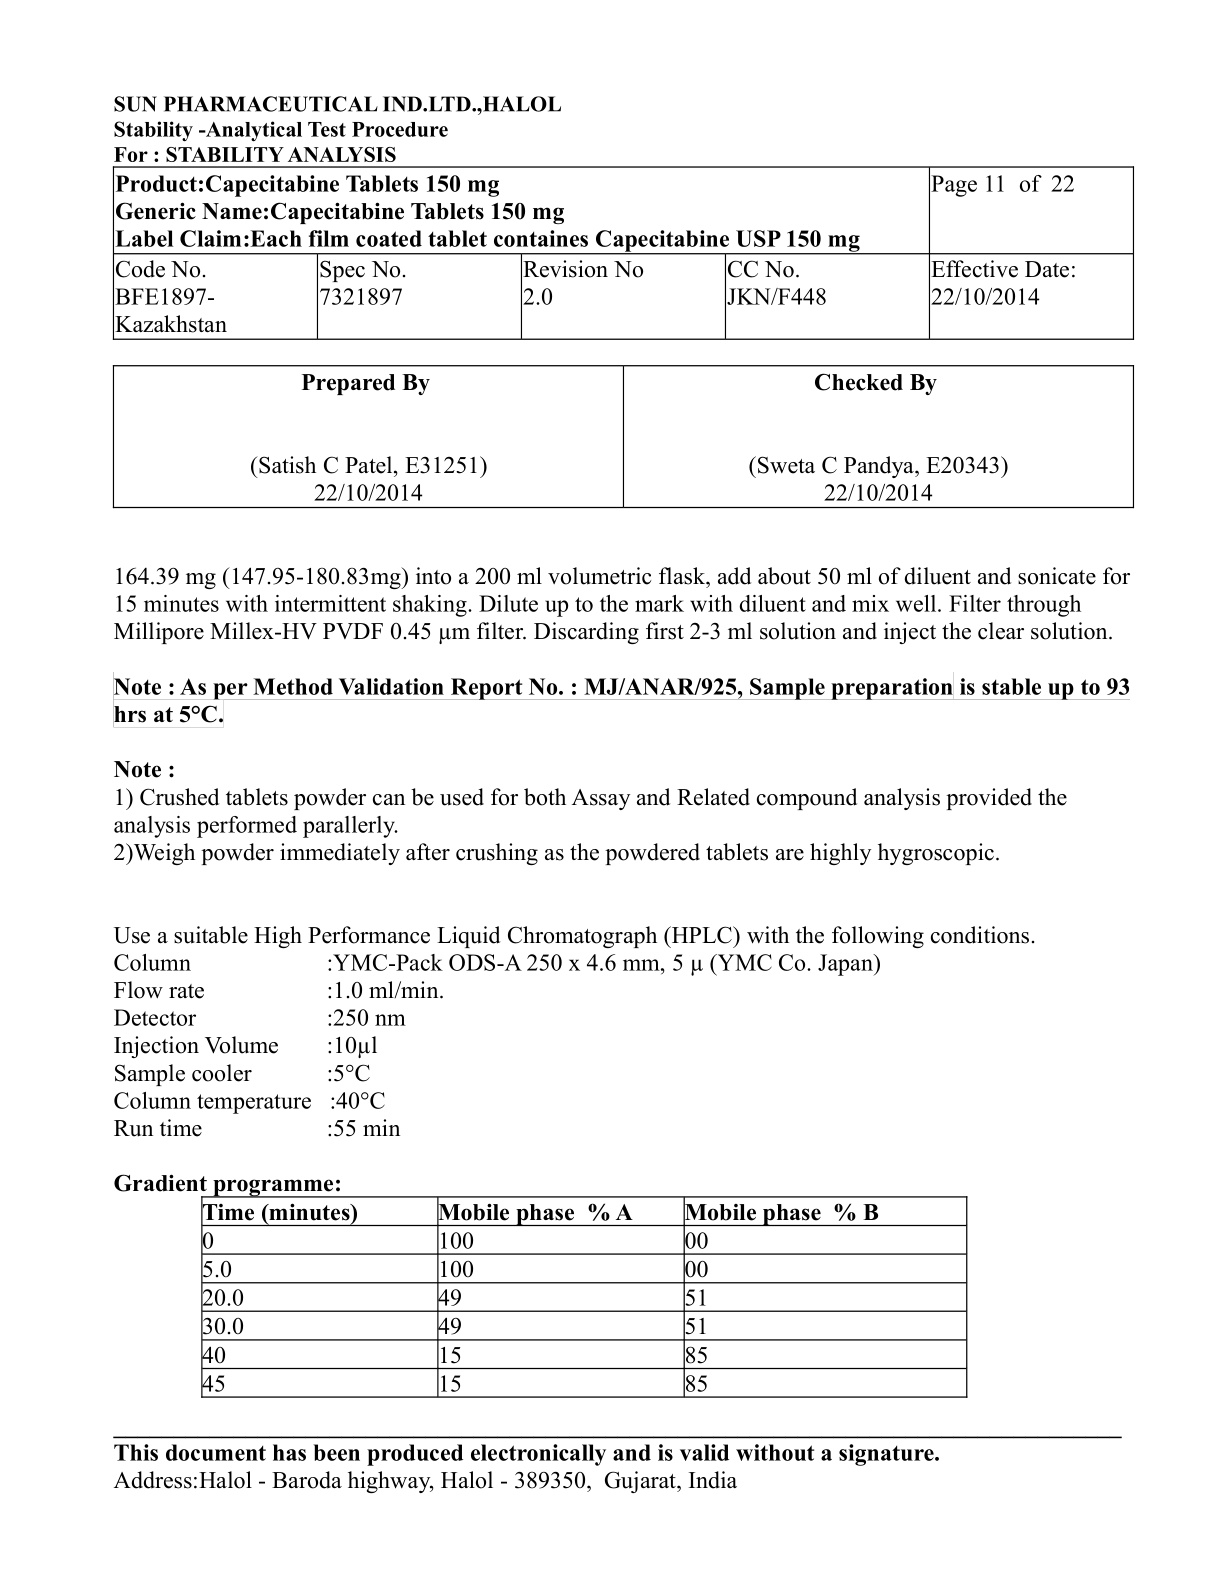 SUN PHARMACEUTICAL IND.LTD.,HALOL
Stability -Analytical Test Procedure
For : STABILITY ANALYSIS
Product:Capecitabine Tablets 150 mg
Generic Name:Capecitabine Tablets 150 mg
Label Claim:Each film coated tablet containes Capecitabine USP 150 mg
Page 11 of 22
Code No.
BFE1897-
Kazakhstan
Spec No.
7321897
Revision No
2.0
CC No.
JKN/F448
Effective Date:
22/10/2014
Prepared By
(Satish C Patel, E31251)
22/10/2014
Checked By
(Sweta C Pandya, E20343)
22/10/2014
164.39 mg (147.95-180.83mg) into a 200 ml volumetric flask, add about 50 ml of diluent and sonicate for
15 minutes with intermittent shaking. Dilute up to the mark with diluent and mix well. Filter through
Millipore Millex-HV PVDF 0.45 µm filter. Discarding first 2-3 ml solution and inject the clear solution.
Note : As per Method Validation Report No. : MJ/ANAR/925, Sample preparation is stable up to 93
hrs at 5°C.
Note :
1) Crushed tablets powder can be used for both Assay and Related compound analysis provided the
analysis performed parallerly.
2)Weigh powder immediately after crushing as the powdered tablets are highly hygroscopic.
Use a suitable High Performance Liquid Chromatograph (HPLC) with the following conditions.
Column :YMC-Pack ODS-A 250 x 4.6 mm, 5 µ (YMC Co. Japan)
Flow rate :1.0 ml/min.
Detector :250 nm
Injection Volume :10µl
Sample cooler :5°C
Column temperature :40°C
Run time :55 min
Gradient programme:
Time (minutes) Mobile phase % A Mobile phase % B
0 100 00
5.0 100 00
20.0 49 51
30.0 49 51
40 15 85
45 15 85
This document has been produced electronically and is valid without a signature.
Address:Halol - Baroda highway, Halol - 389350, Gujarat, India